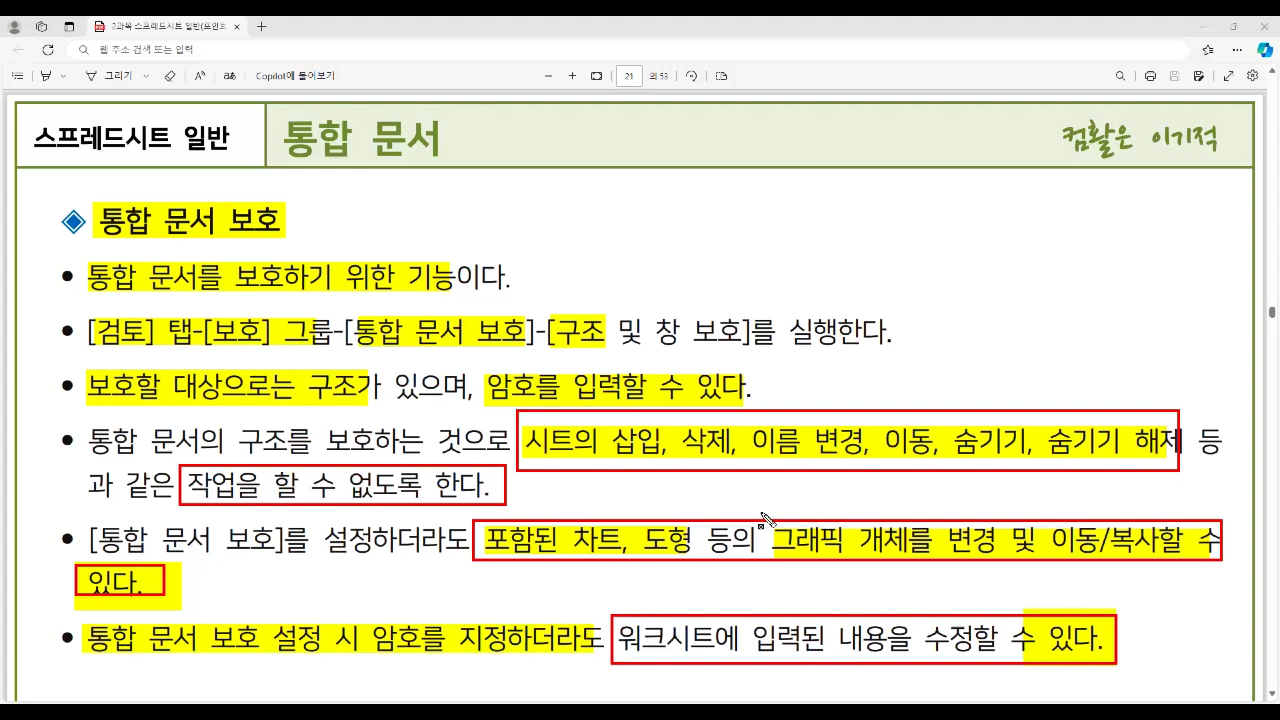 2과목 스프레드시트 일반(포인트
웹 주소 검색 또는 입력
그리기
Copilot에 물어보기
21 의 53
스프레드시트 일반
통합 문서
컴활은 이기적
통합 문서 보호
• 통합 문서를 보호하기 위한 기능이다.
• [검토] 탭-[보호] 그룹-[통합 문서 보호]-[구조 및 창 보호]를 실행한다.
• 보호할 대상으로는 구조가 있으며, 암호를 입력할 수 있다.
• 통합 문서의 구조를 보호하는 것으로 시트의 삽입, 삭제, 이름 변경, 이동, 숨기기, 숨기기 해제 등
과 같은 작업을 할 수 없도록 한다.
• [통합 문서 보호]를 설정하더라도 포함된 차트, 도형 등의 그래픽 개체를 변경 및 이동/복사할 수
있다.
• 통합 문서 보호 설정 시 암호를 지정하더라도 워크시트에 입력된 내용을 수정할 수 있다.